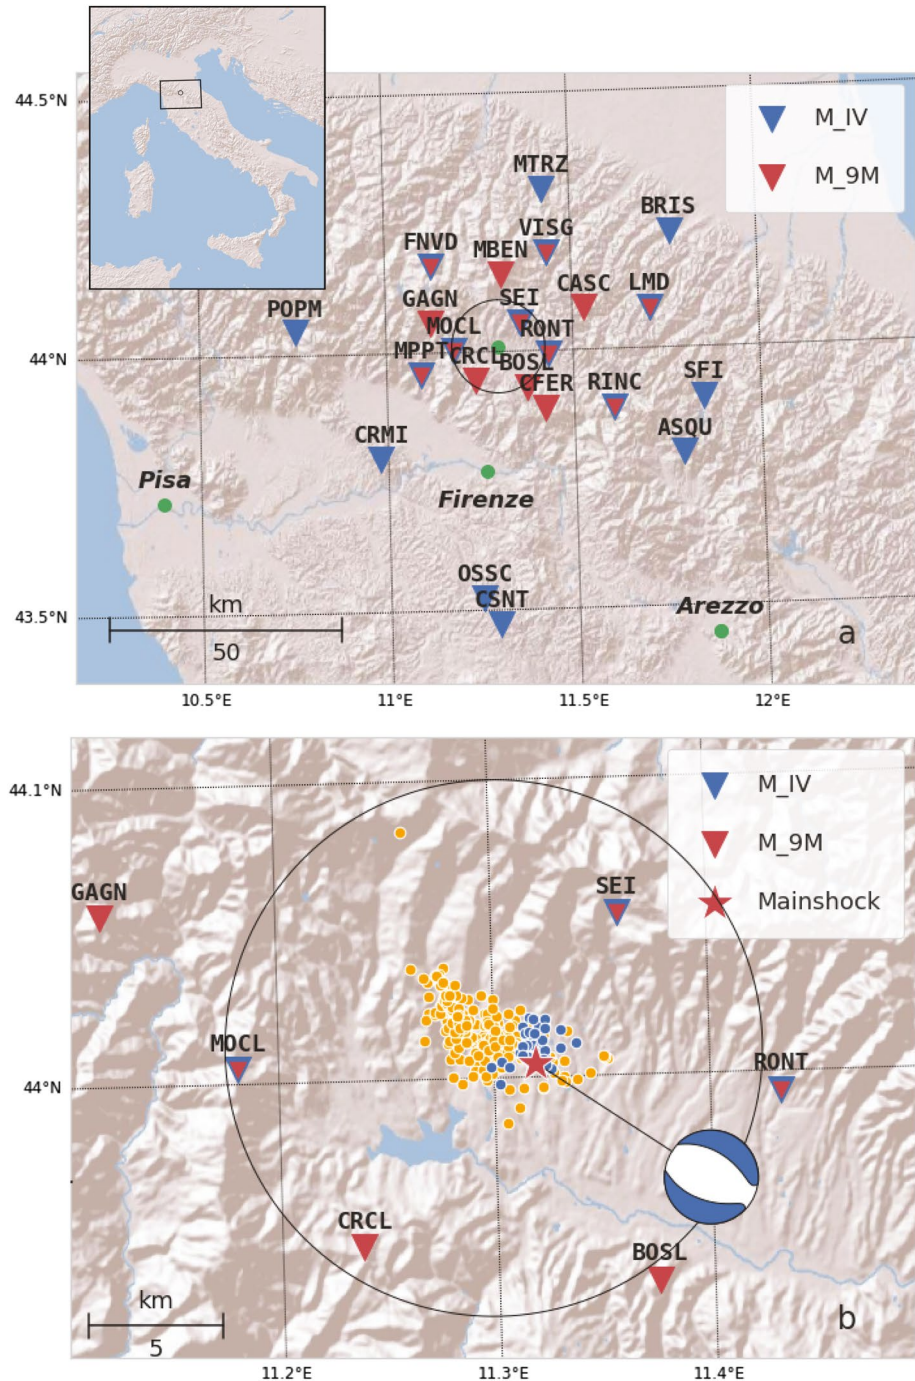 44.5°N
M_IV
MTRZ
M_9M
BRIS
VISG
FNVD
MBEN
CASC
LMD
GAGN
SEI
POPM
MOCL
RONT
44°N
MPPT
CRCL
BOSL
CFER
RINC
SFI
CRMI
ASQU
Pisa
Firenze
OSSC
CSNT
km
Arezzo
43.5°N
50
a
10.5°E
11°E
11.5°E
12°E
44.1°N
M_IV
M_9M
GAGN
SEI
Mainshock
MOCL
RONT
44°N
CRCL
BOSL
km
5
b
11.2°E
11.3°E
11.4°E